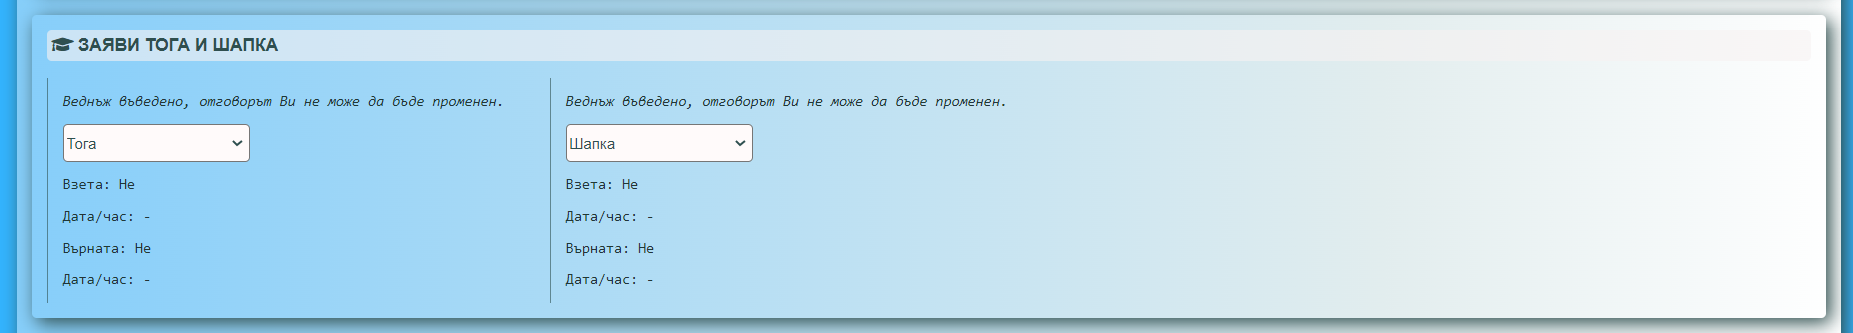 ЗАЯВИ ТОГА И ШАПКА
Веднъж въведено, отговорът Ви не може да бъде променен.
Тога
Взета: Не
Дата/час: -
Върната: Не
Дата/час: -
Веднъж въведено, отговорът Ви не може да бъде променен.
Шапка
Взета: Не
Дата/час: -
Върната: Не
Дата/час: -